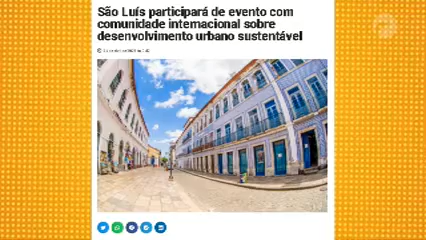 São Luís participará de evento com
comunidade internacional sobre
desenvolvimento urbano sustentável